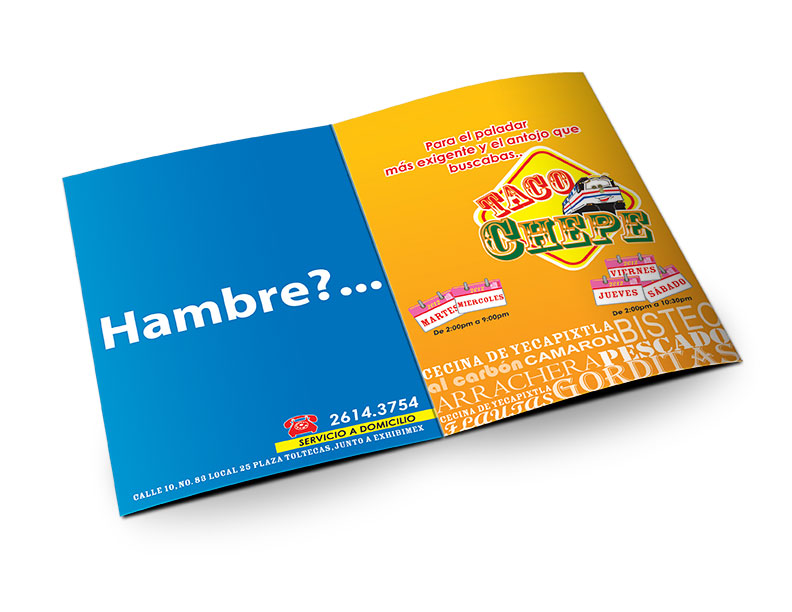 Hambre?...
2614.3754
SERVICIO A DOMICILIO
CALLE 10, NO. 83 LOCAL 25 PLAZA TOLTECAS, JUNTO A EXHIBIMEX
Para el paladar
más exigente y el antojo que
buscabas..
TACO
CHEPE
MARTES
MIERCOLES
De 2:00pm a 9:00pm
VIERNES
JUEVES
SÁBADO
De 2:00pm a 10:30pm
CECINA DE YECAPIXTLA
BISTEC
al carbón
CAMARON
PESCADO
ARRACHERA
GORDITAS
CECINA DE YECAPIXTLA
FLAUTAS